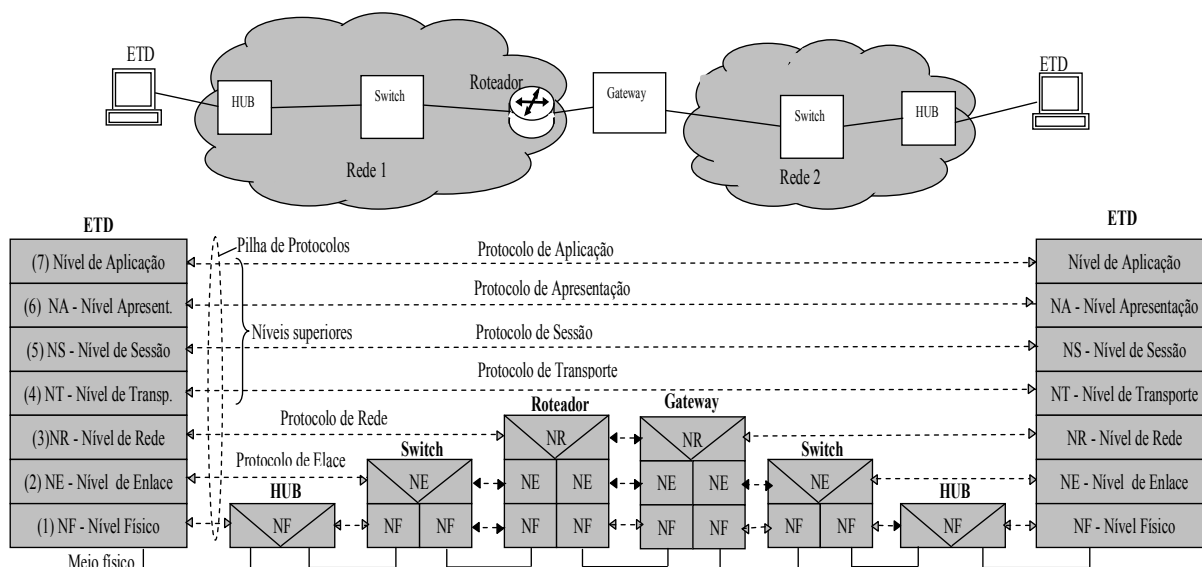 ETD
HUB
Switch
Roteador
Gateway
Switch
HUB
ETD
Rede 1
Rede 2
ETD
ETD
Pilha de Protocolos
(7) Nível de Aplicação
Protocolo de Aplicação
Nível de Aplicação
(6) NA - Nível Apresent.
Protocolo de Apresentação
NA - Nível Apresentação
Níveis superiores
(5) NS - Nível de Sessão
Protocolo de Sessão
NS - Nível de Sessão
(4) NT - Nível de Transp.
Protocolo de Transporte
NT - Nível de Transporte
Roteador
Gateway
(3)NR - Nível de Rede
Protocolo de Rede
NR
NR
NR - Nível de Rede
Switch
Switch
(2) NE - Nível de Enlace
Protocolo de Elace
NE
NE NE
NE NE
NE
NE - Nível de Enlace
HUB
HUB
(1) NF - Nível Físico
NF
NF NF
NF NF
NF NF
NF NF
NF
NF - Nível Físico
Meio físico